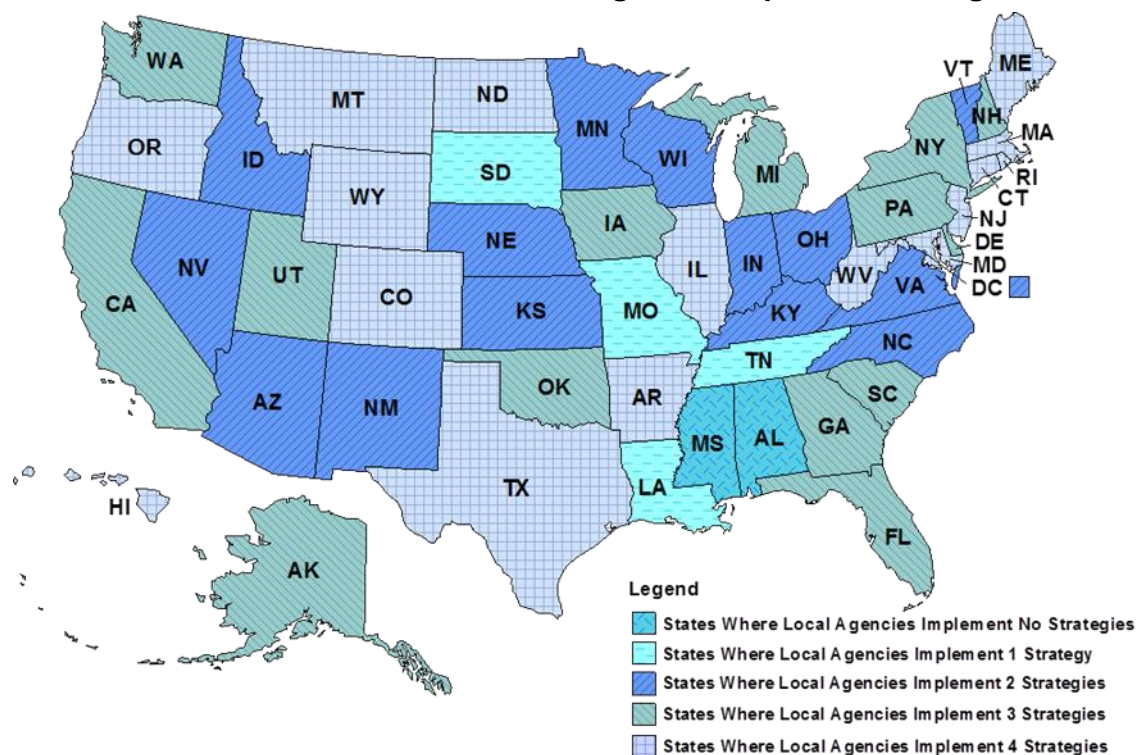 WA
MT
ND
MN
VT
ME
OR
ID
SD
WI
MI
NY
NH
MA
WY
RI
CT
NV
UT
NE
IA
PA
NJ
CA
CO
IL
IN
OH
DE
MD
WV
VA
DC
KS
MO
KY
AZ
NM
OK
TN
NC
AR
SC
MS
AL
GA
TX
LA
HI
FL
AK
Legend
States Where Local Agencies Implement No Strategies
States Where Local Agencies Implement 1 Strategy
States Where Local Agencies Implement 2 Strategies
States Where Local Agencies Implement 3 Strategies
States Where Local Agencies Implement 4 Strategies